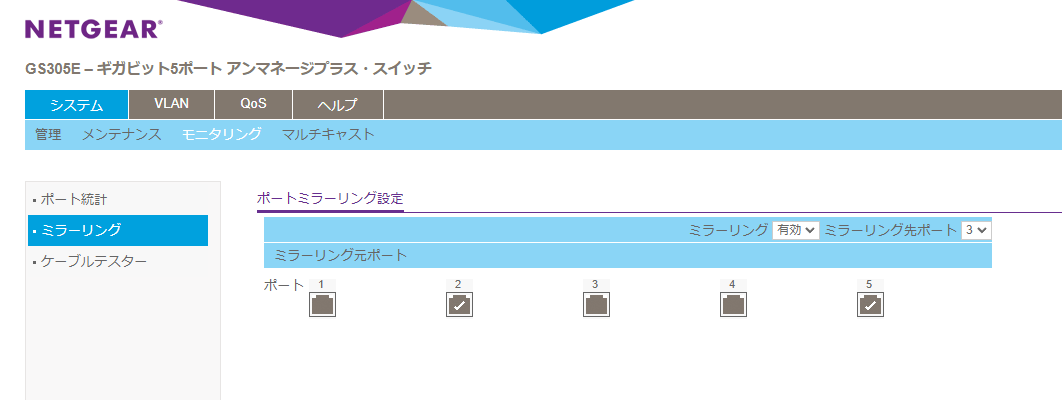 NETGEAR®
GS305E – ギガビット5ポート アンマネージプラス・スイッチ
システム VLAN QoS ヘルプ
管理 メンテナンス モニタリング マルチキャスト
ポート統計
ミラーリング
ケーブルテスター
ポートミラーリング設定
ミラーリング 有効 ミラーリング先ポート 3
ミラーリング元ポート
ポート 1 2 3 4 5